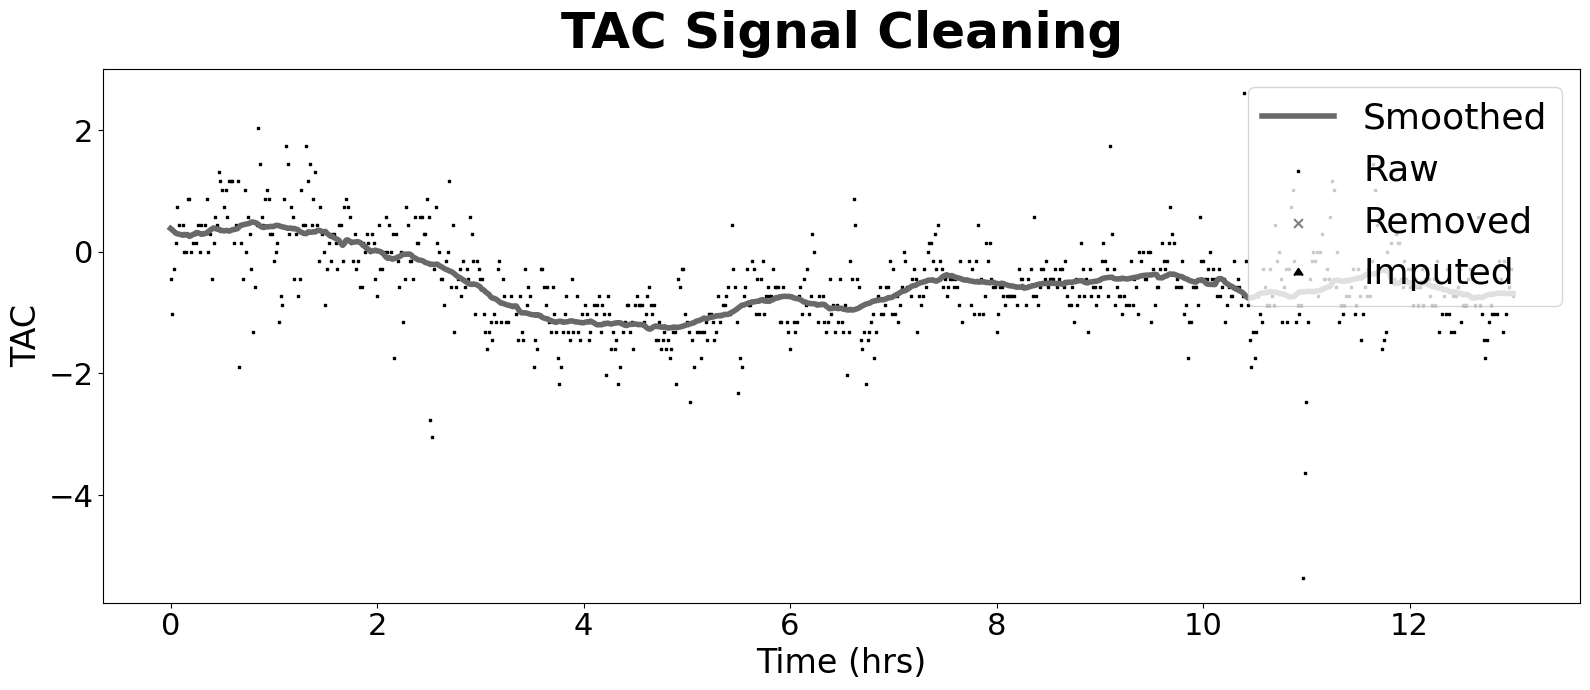 TAC Signal Cleaning
Smoothed
Raw
Removed
Imputed
TAC
2
0
−2
−4
0 2 4 6 8 10 12
Time (hrs)